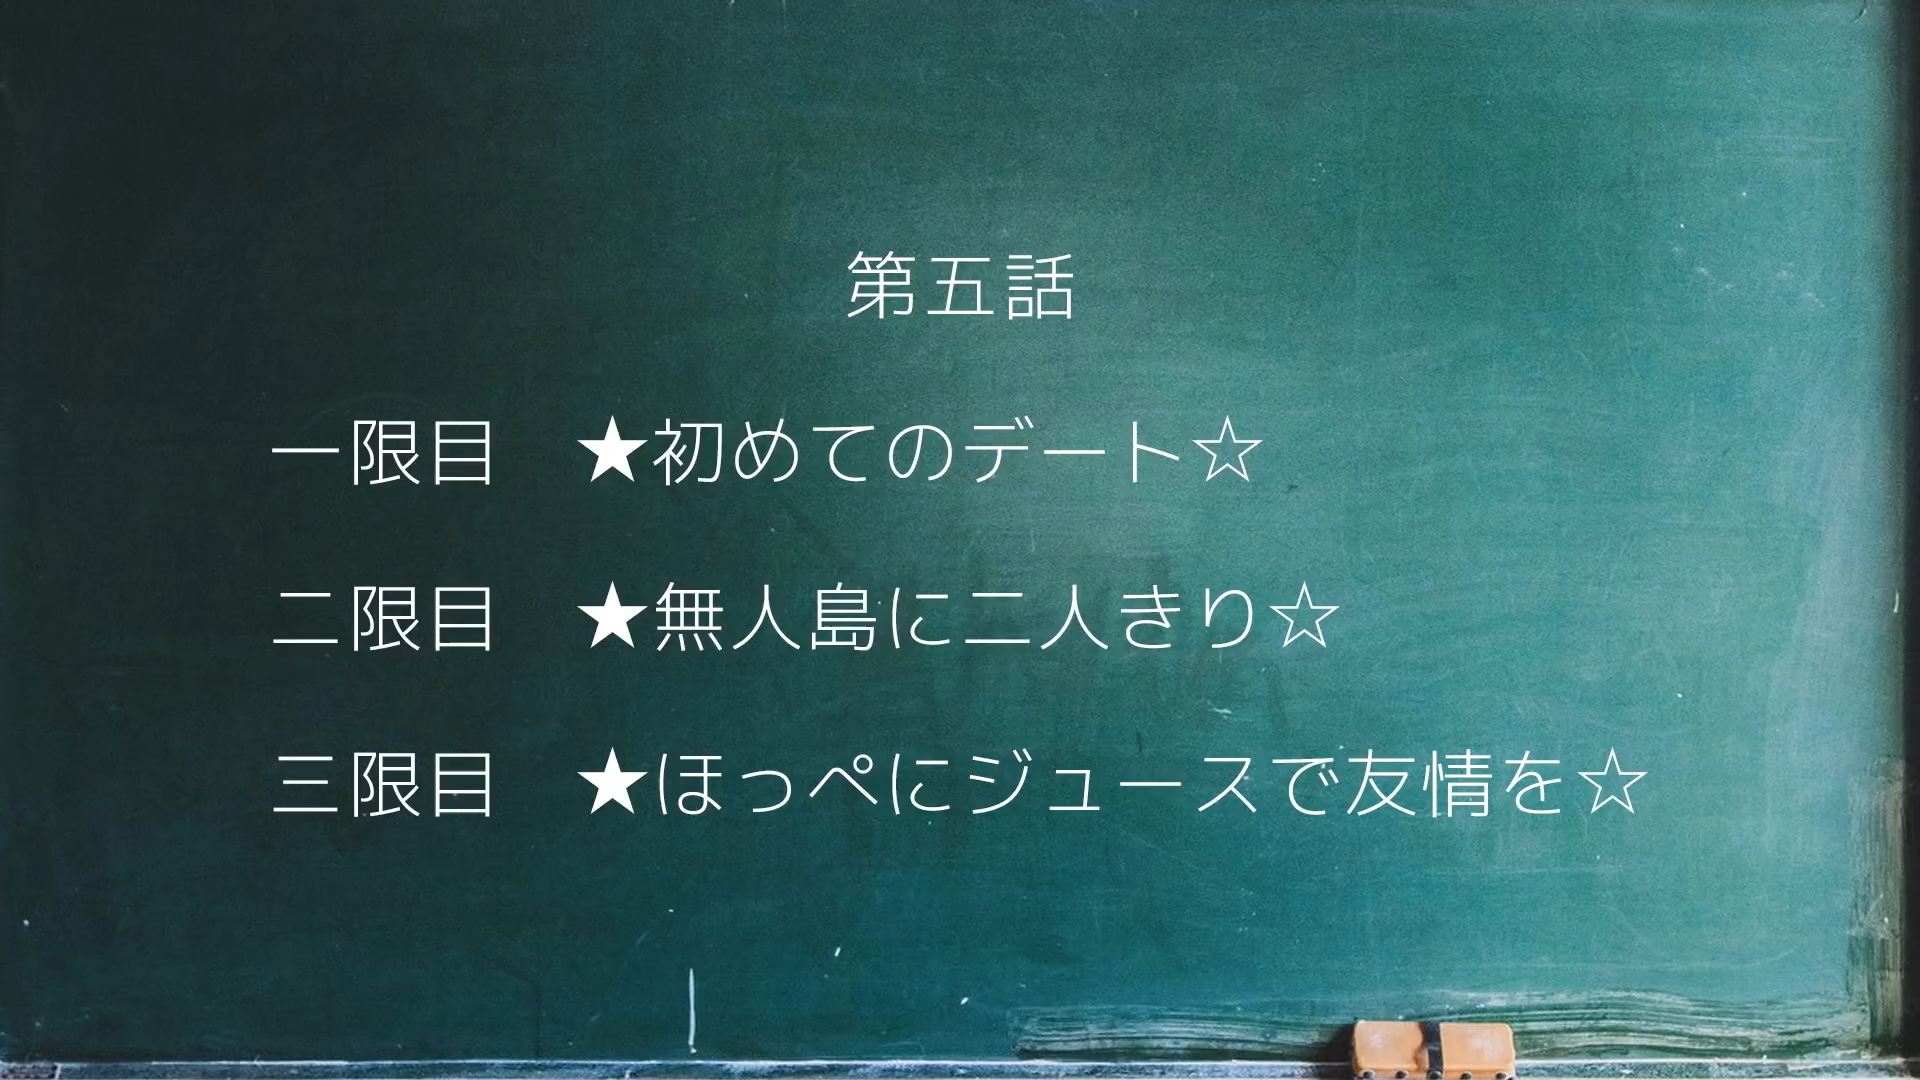 第五話
一限目　★初めてのデート☆
二限目　★無人島に二人きり☆
三限目　★ほっぺにジュースで友情を☆